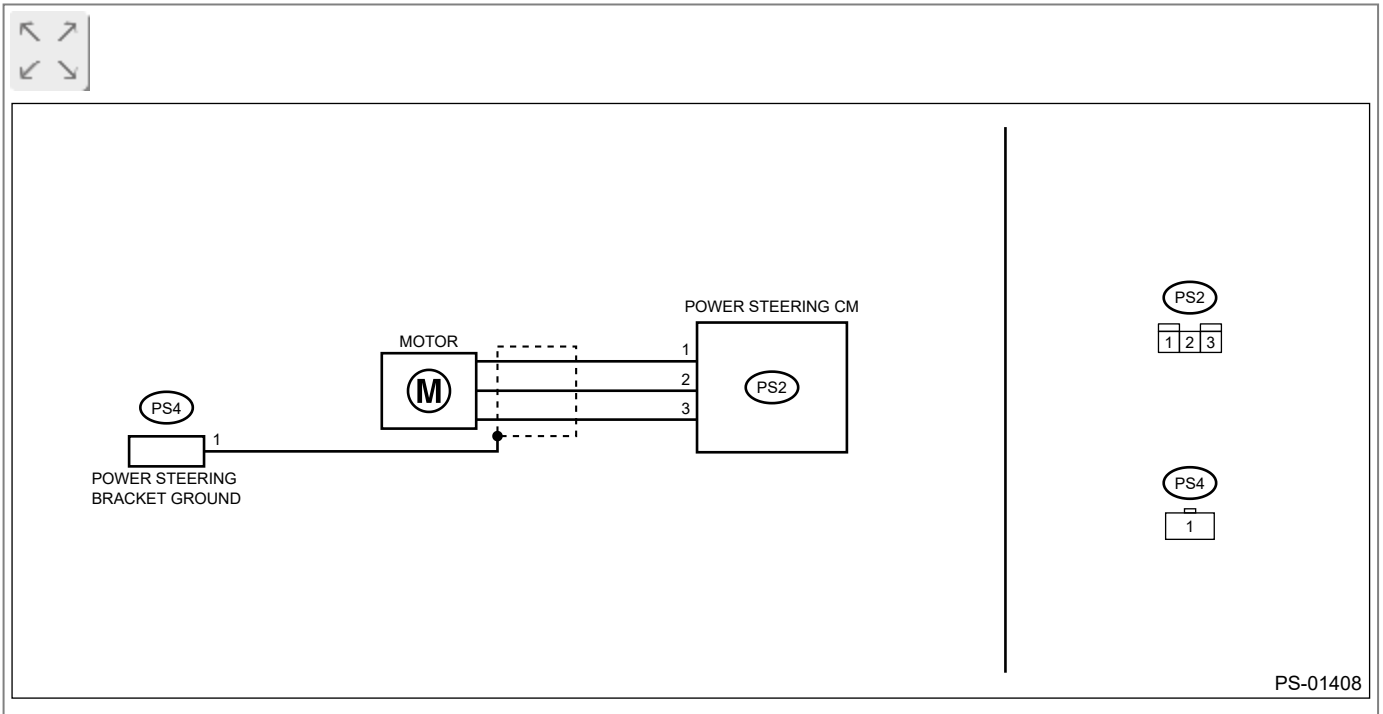 POWER STEERING CM
MOTOR
1
2
3
M
PS2
PS4
1
POWER STEERING
BRACKET GROUND
PS2
1 2 3
PS4
1
PS-01408